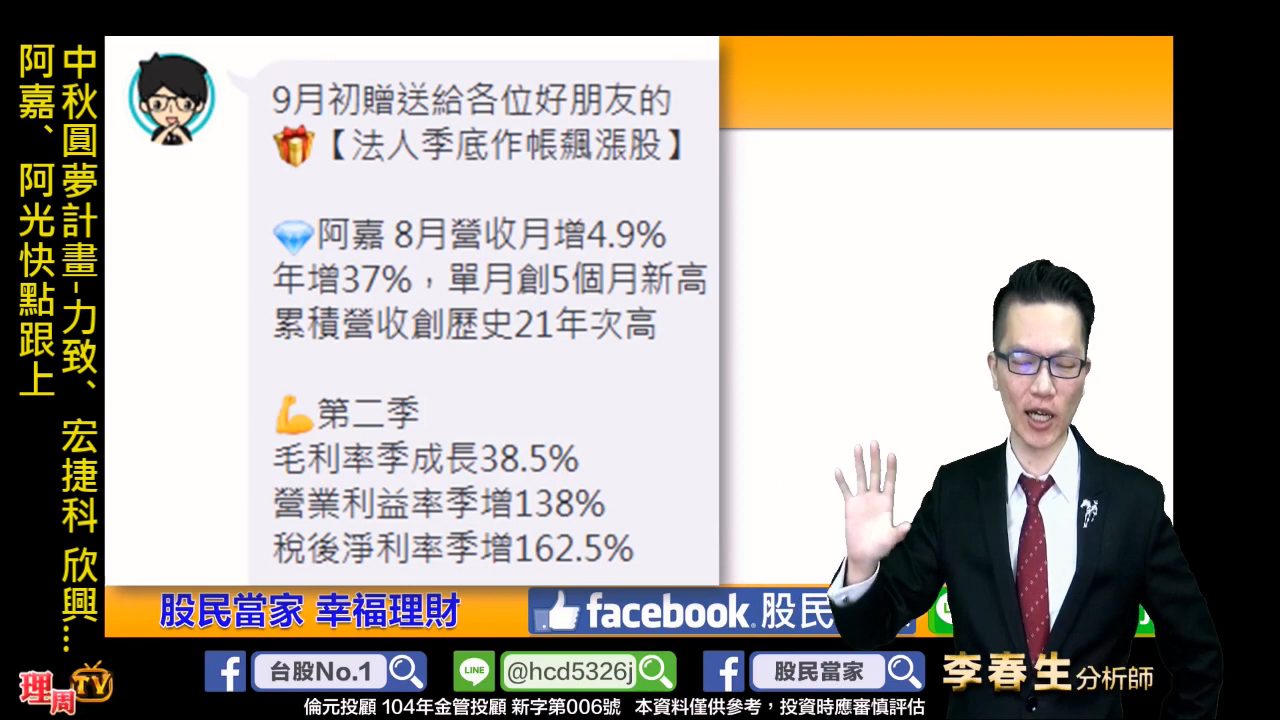 中秋圓夢計畫-力致、宏捷科 欣興...
阿嘉、阿光快點跟上
9月初贈送給各位好朋友的
【法人季底作帳飆漲股】
阿嘉 8月營收月增4.9%
年增37%，單月創5個月新高
累積營收創歷史21年次高
第二季
毛利率季成長38.5%
營業利益率季增138%
稅後淨利率季增162.5%
股民當家 幸福理財
facebook 股民
台股No.1
LINE
@hcd5326j
股民當家
李春生分析師
理周TV
倫元投顧 104年金管投顧 新字第006號 本資料僅供參考，投資時應審慎評估